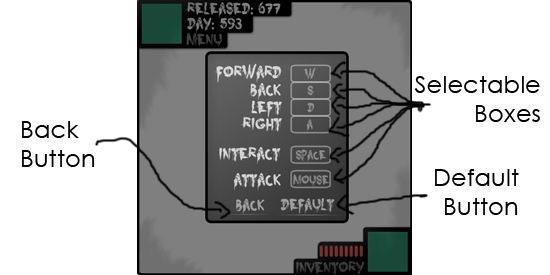 RELEASED: 677
DAY: 593
MENU
FORWARD W
BACK S
LEFT D
RIGHT A
INTERACT SPACE
ATTACK MOUSE
BACK DEFAULT
INVENTORY
Selectable
Boxes
Back
Button
Default
Button